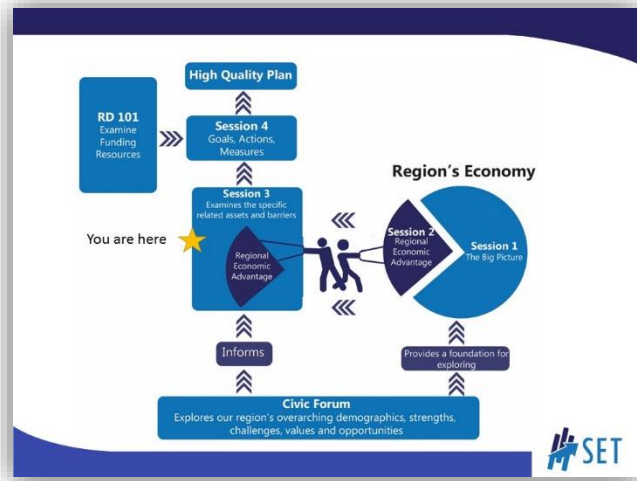 High Quality Plan
RD 101
Examine
Funding
Resources
Session 4
Goals, Actions,
Measures
Region's Economy
Session 3
Examines the specific
related assets and barriers
You are here
Regional
Economic
Advantage
Session 2
Regional
Economic
Advantage
Session 1
The Big Picture
Informs
Provides a foundation for
exploring
Civic Forum
Explores our region's overarching demographics, strengths,
challenges, values and opportunities
SET